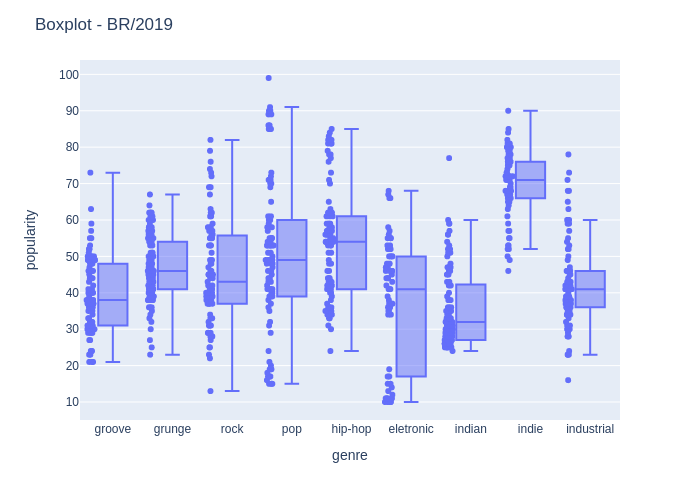 Boxplot - BR/2019
100
90
80
70
60
50
40
30
20
10
popularity
groove grunge rock pop hip-hop eletronic indian indie industrial
genre